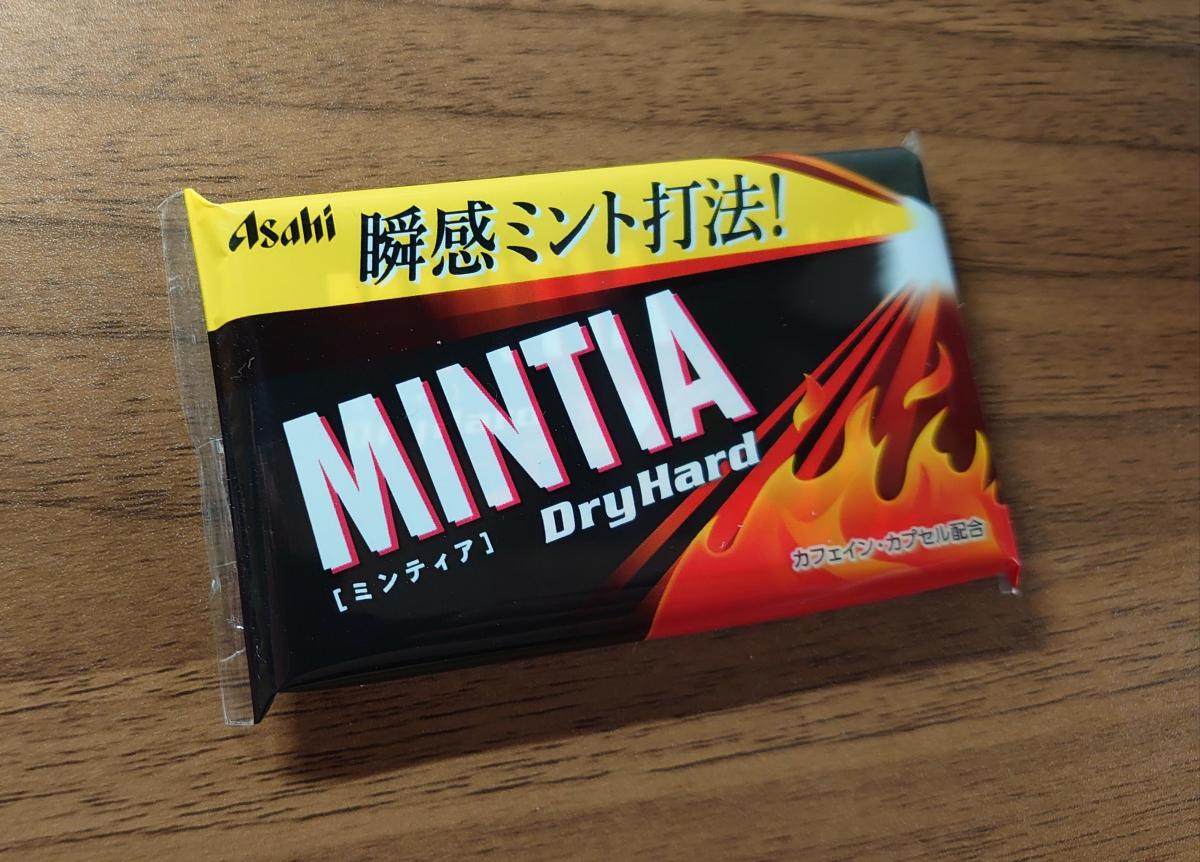 Asahi 瞬感ミント打法!
MINTIA
DryHard
[ミンティア]
カフェイン・カプセル配合